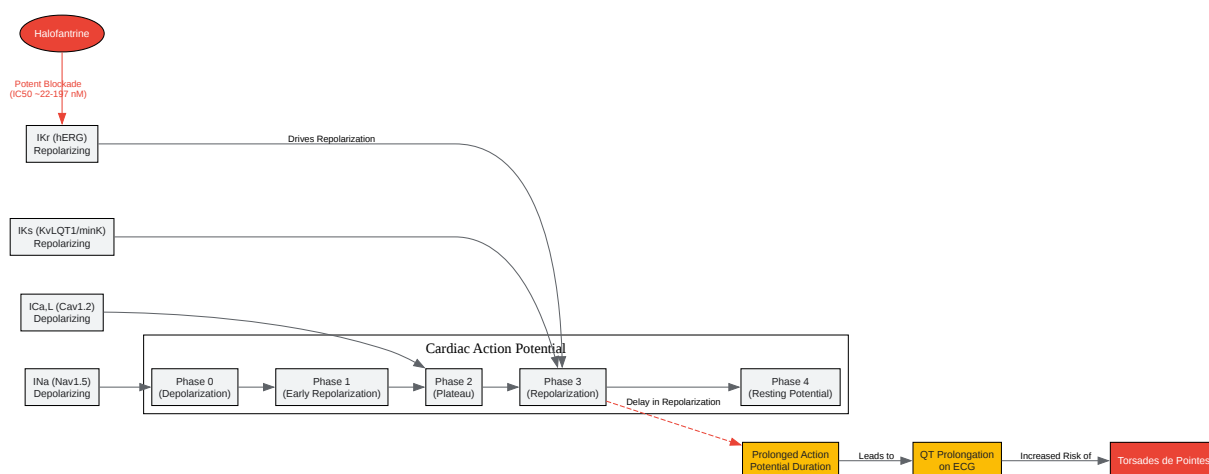 Halofantrine
Potent Blockade
(IC50 ~22-197 nM)
IKr (hERG)
Repolarizing
Drives Repolarization
IKs (KvLQT1/minK)
Repolarizing
ICa,L (Cav1.2)
Depolarizing
Cardiac Action Potential
INa (Nav1.5)
Depolarizing
Phase 0
(Depolarization)
Phase 1
(Early Repolarization)
Phase 2
(Plateau)
Phase 3
(Repolarization)
Phase 4
(Resting Potential)
Delay in Repolarization
Prolonged Action
Potential Duration
Leads to
QT Prolongation
on ECG
Increased Risk of
Torsades de Pointes